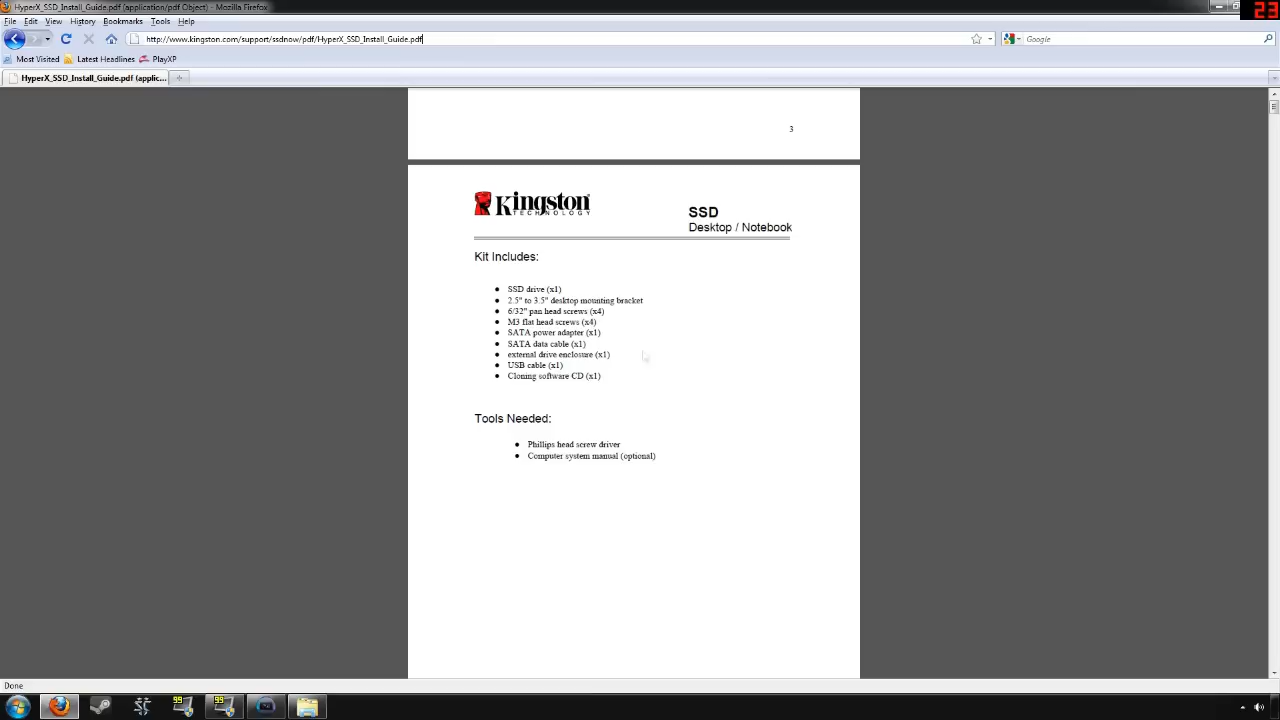 HyperX_SSD_Install_Guide.pdf (application/pdf Object) - Mozilla Firefox
23
File Edit View History Bookmarks Tools Help
http://www.kingston.com/support/ssdnow/pdf/HyperX_SSD_Install_Guide.pdf
Google
Most Visited Latest Headlines PlayXP
HyperX_SSD_Install_Guide.pdf (applic...
3
Kingston
TECHNOLOGY
SSD
Desktop / Notebook
Kit Includes:
● SSD drive (x1)
● 2.5" to 3.5" desktop mounting bracket
● 6/32" pan head screws (x4)
● M3 flat head screws (x4)
● SATA power adapter (x1)
● SATA data cable (x1)
● external drive enclosure (x1)
● USB cable (x1)
● Cloning software CD (x1)
Tools Needed:
● Phillips head screw driver
● Computer system manual (optional)
Done
99 99